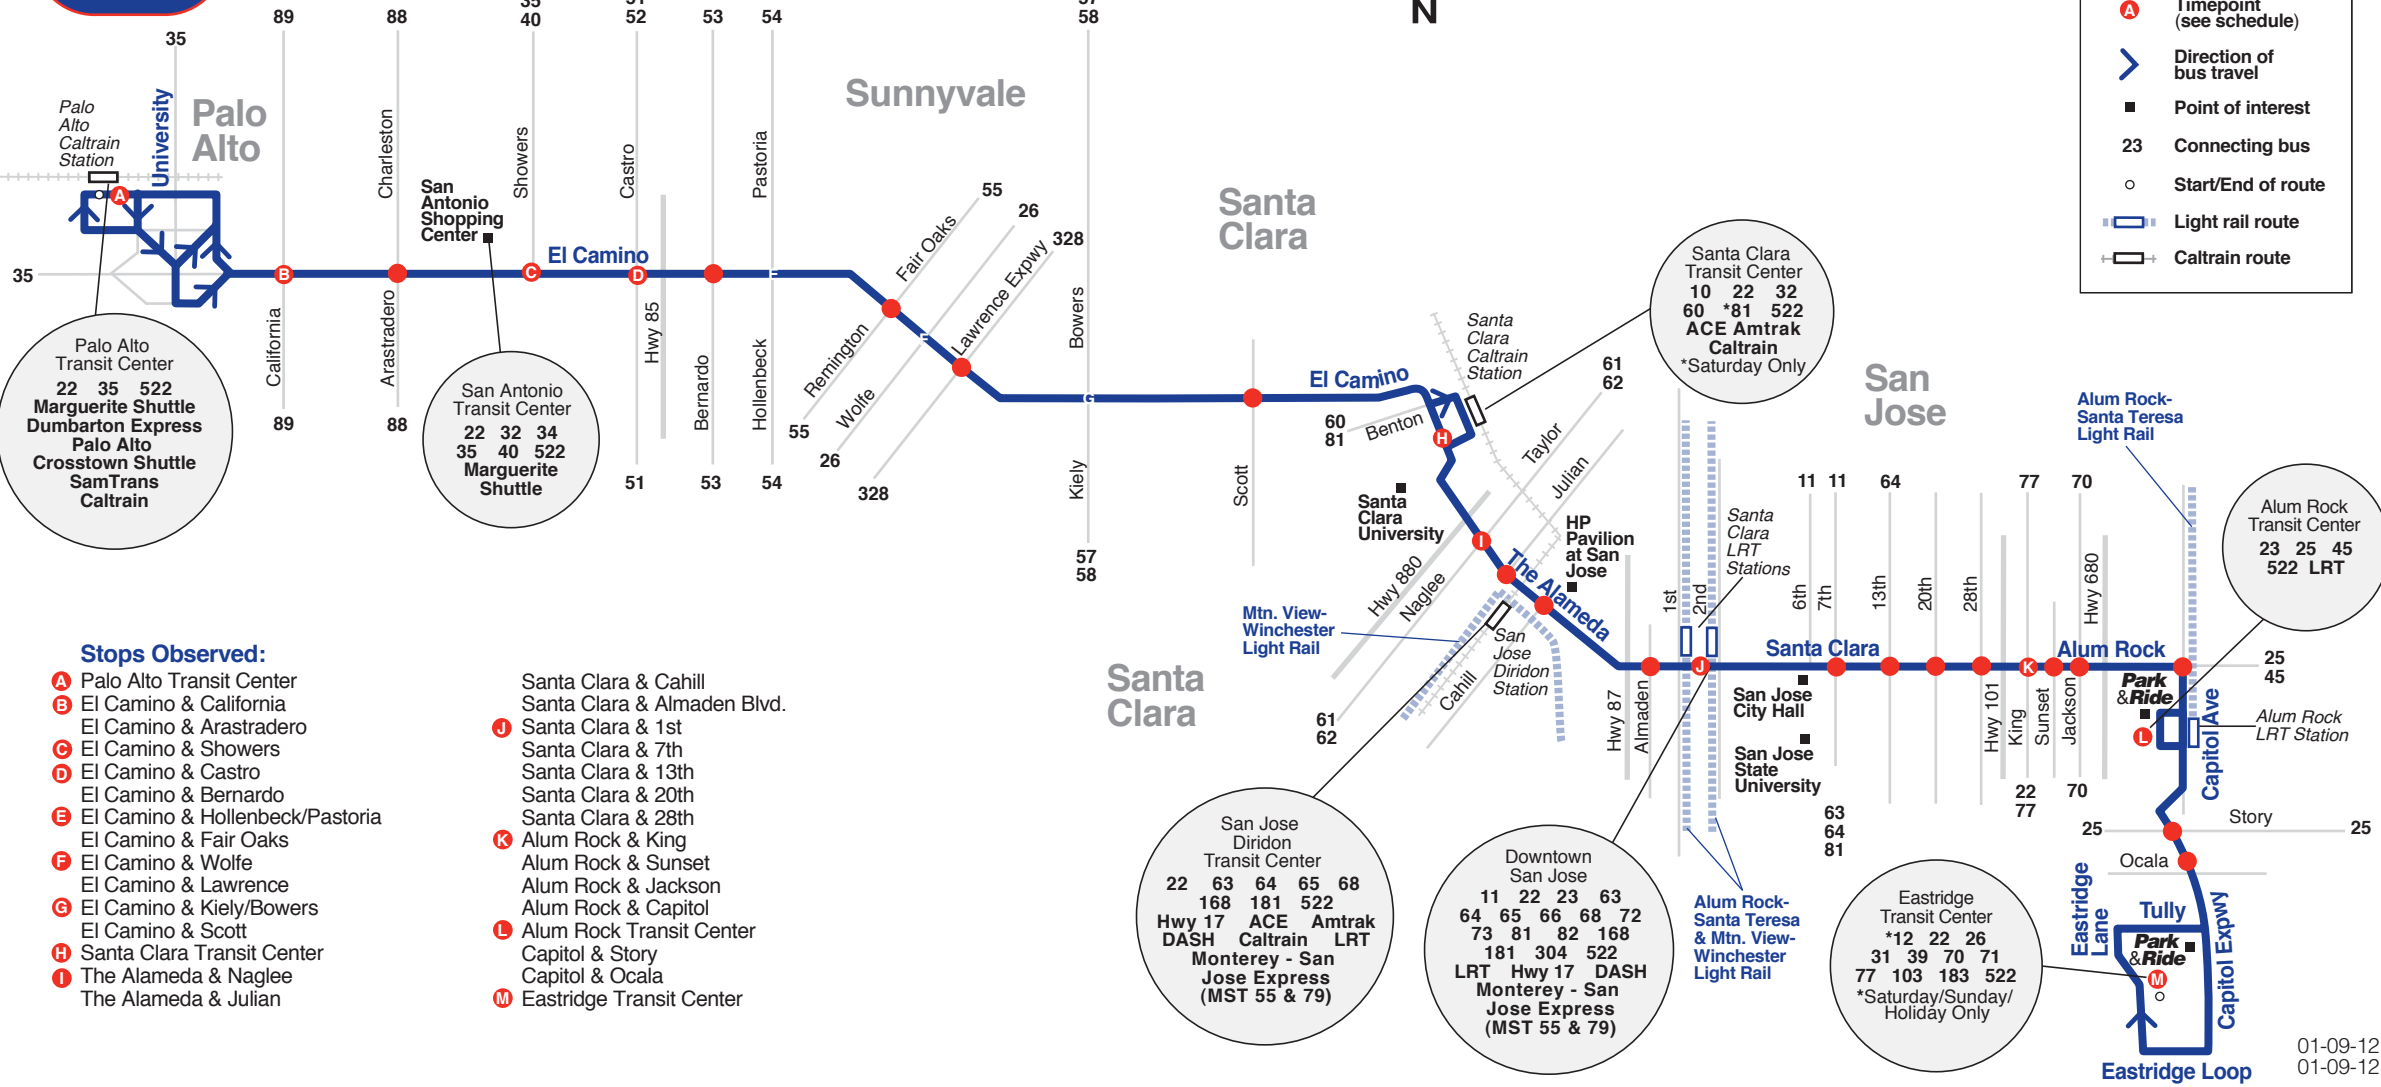 89
88
40
52
53
54
58
N
35
A
Timepoint
(see schedule)
Direction of
bus travel
Point of interest
23
Connecting bus
Start/End of route
Light rail route
Caltrain route
Palo
Alto
Caltrain
Station
University
Palo
Alto
Charleston
Showers
Castro
Pastoria
Sunnyvale
San
Antonio
Shopping
Center
35
A
B
C
D
E
El Camino
California
Arastradero
Hwy 85
Bernardo
Hollenbeck
89
88
51
53
54
Palo Alto
Transit Center
22 35 522
Marguerite Shuttle
Dumbarton Express
Palo Alto
Crosstown Shuttle
SamTrans
Caltrain
San Antonio
Transit Center
22 32 34
35 40 522
Marguerite
Shuttle
55
26
328
Fair Oaks
Lawrence Expwy
Remington
Wolfe
F
55
26
328
Bowers
G
Kiely
57
58
Santa
Clara
Scott
El Camino
60
81
Benton
H
Santa
Clara
Caltrain
Station
Santa Clara
Transit Center
10 22 32
60 *81 522
ACE Amtrak
Caltrain
*Saturday Only
61
62
Taylor
Julian
Santa
Clara
University
I
Hwy 880
Naglee
The Alameda
HP
Pavilion
at San
Jose
Mtn. View-
Winchester
Light Rail
Santa
Clara
61
62
Cahill
San
Jose
Diridon
Station
San
Jose
Hwy 87
Almaden
1st
2nd
J
Santa
Clara
LRT
Stations
Santa Clara
11 11 64 77 70
6th
7th
13th
20th
28th
Hwy 101
King
K
Sunset
Jackson
Hwy 680
Alum Rock
San Jose
City Hall
San Jose
State
University
63
64
81
22
77
70
Alum Rock-
Santa Teresa
Light Rail
Alum Rock
Transit Center
23 25 45
522 LRT
25
45
Park
&Ride
L
Capitol Ave
Alum Rock
LRT Station
25
Story
25
Ocala
Eastridge
Lane
Tully
Park
&Ride
M
Capitol Expwy
Eastridge Loop
San Jose
Diridon
Transit Center
22 63 64 65 68
168 181 522
Hwy 17 ACE Amtrak
DASH Caltrain LRT
Monterey - San
Jose Express
(MST 55 & 79)
Downtown
San Jose
11 22 23 63
64 65 66 68 72
73 81 82 168
181 304 522
LRT Hwy 17 DASH
Monterey - San
Jose Express
(MST 55 & 79)
Alum Rock-
Santa Teresa
& Mtn. View-
Winchester
Light Rail
Eastridge
Transit Center
*12 22 26
31 39 70 71
77 103 183 522
*Saturday/Sunday/
Holiday Only
Stops Observed:
A Palo Alto Transit Center
B El Camino & California
El Camino & Arastradero
C El Camino & Showers
D El Camino & Castro
El Camino & Bernardo
E El Camino & Hollenbeck/Pastoria
El Camino & Fair Oaks
F El Camino & Wolfe
El Camino & Lawrence
G El Camino & Kiely/Bowers
El Camino & Scott
H Santa Clara Transit Center
I The Alameda & Naglee
The Alameda & Julian
Santa Clara & Cahill
Santa Clara & Almaden Blvd.
J Santa Clara & 1st
Santa Clara & 7th
Santa Clara & 13th
Santa Clara & 20th
Santa Clara & 28th
K Alum Rock & King
Alum Rock & Sunset
Alum Rock & Jackson
Alum Rock & Capitol
L Alum Rock Transit Center
Capitol & Story
Capitol & Ocala
M Eastridge Transit Center
01-09-12
01-09-12